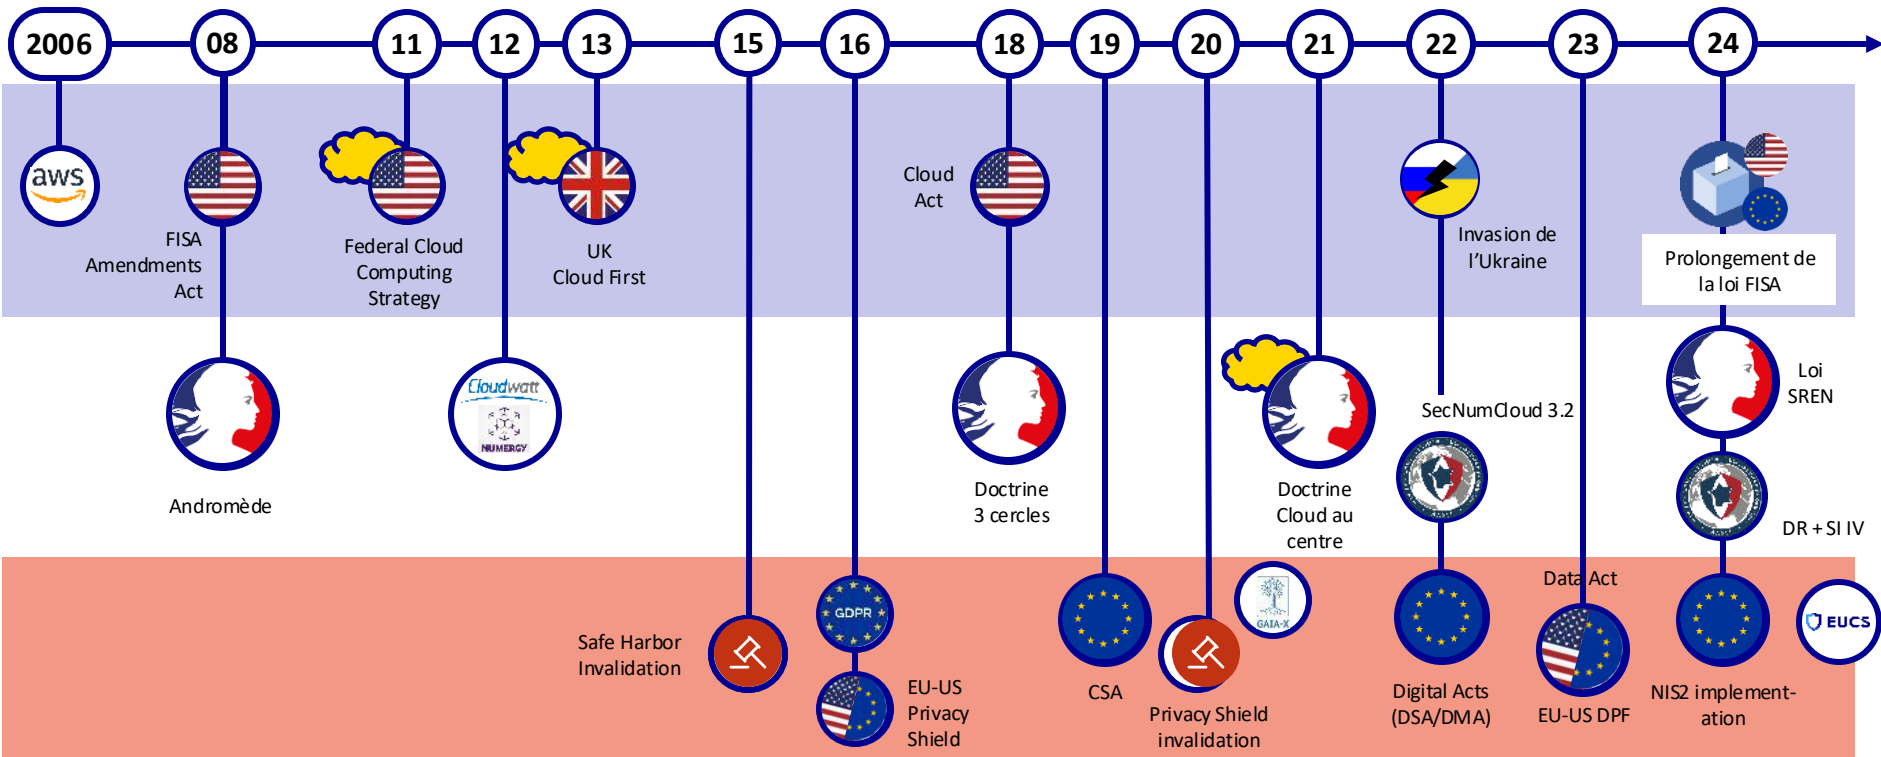 2006
08
11
12
13
15
16
18
19
20
21
22
23
24
aws
FISA
Amendments
Act
Federal Cloud
Computing
Strategy
UK
Cloud First
Cloud
Act
Invasion de
l’Ukraine
Prolongement de
la loi FISA
Andromède
Cloudwatt
NUMERGY
Doctrine
3 cercles
Doctrine
Cloud au
centre
SecNumCloud 3.2
Loi
SREN
DR + SI IV
Safe Harbor
Invalidation
GDPR
EU-US
Privacy
Shield
CSA
Privacy Shield
invalidation
GAIA-X
Digital Acts
(DSA/DMA)
Data Act
EU-US DPF
NIS2 implement-
ation
EUCS